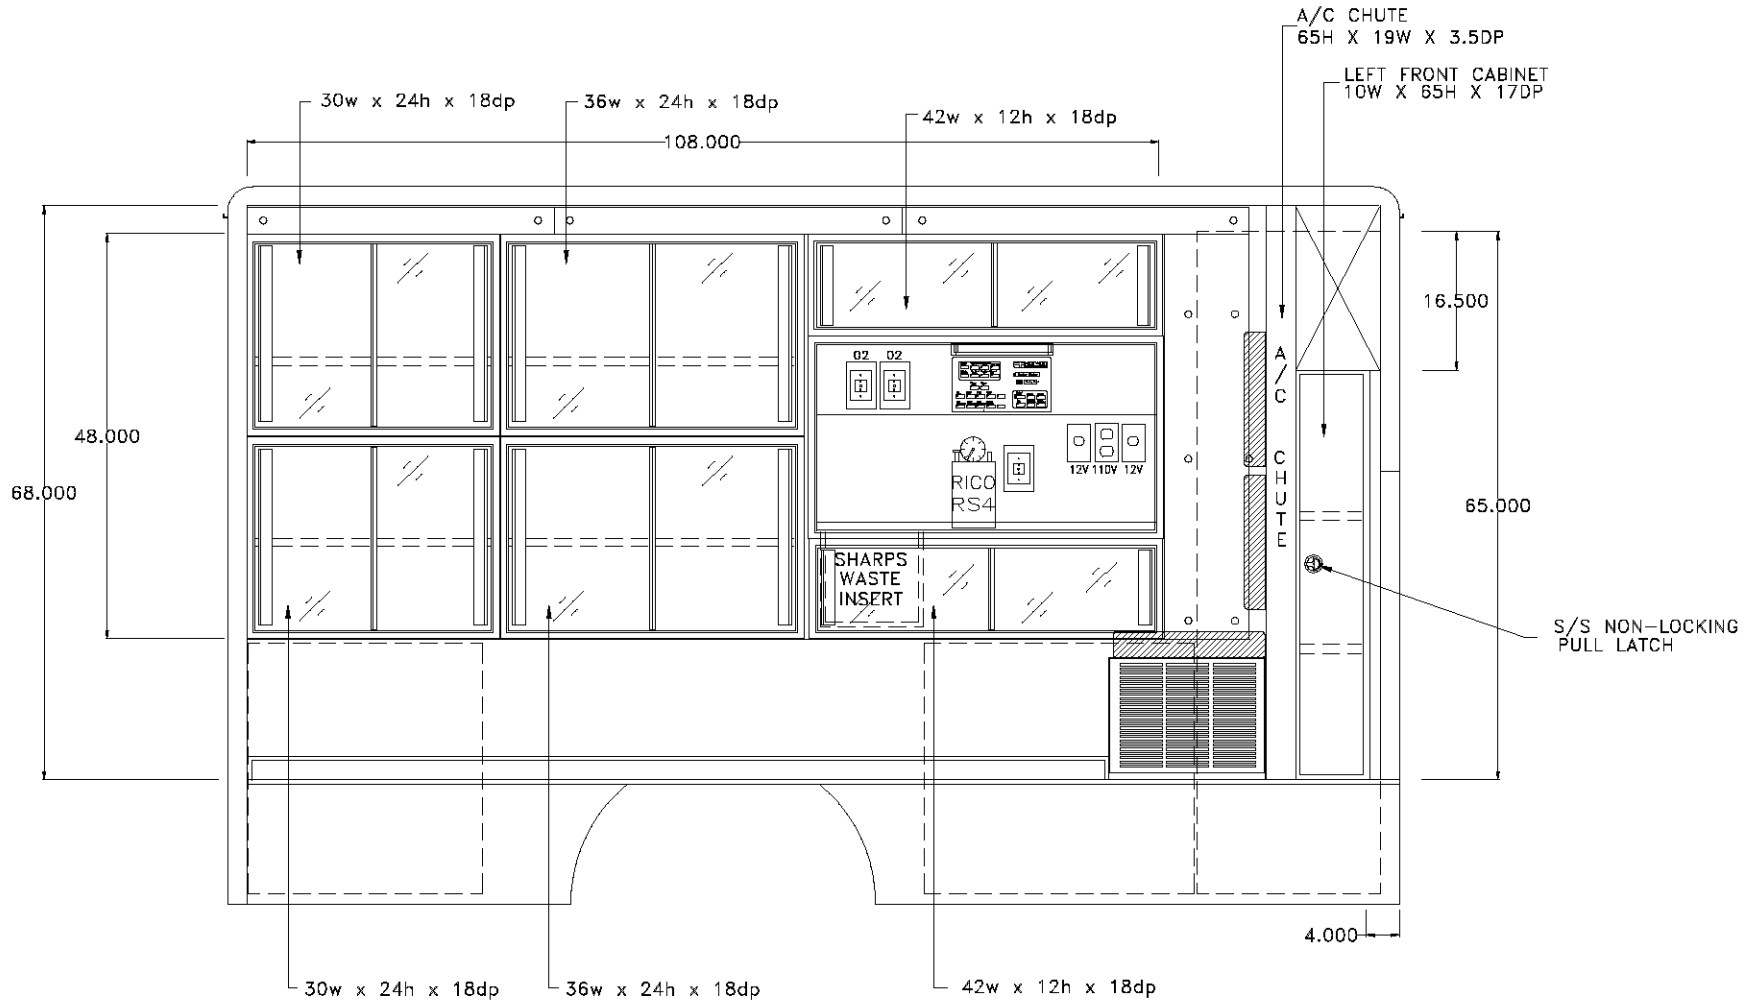 A/C CHUTE
65H X 19W X 3.5DP
LEFT FRONT CABINET
10W X 65H X 17DP
30w x 24h x 18dp
36w x 24h x 18dp
42w x 12h x 18dp
108.000
16.500
O2 O2
A/C CHUTE
48.000
12V 110V 12V
RICO
RS4
68.000
65.000
SHARPS
WASTE
INSERT
S/S NON-LOCKING
PULL LATCH
4.000
30w x 24h x 18dp
36w x 24h x 18dp
42w x 12h x 18dp